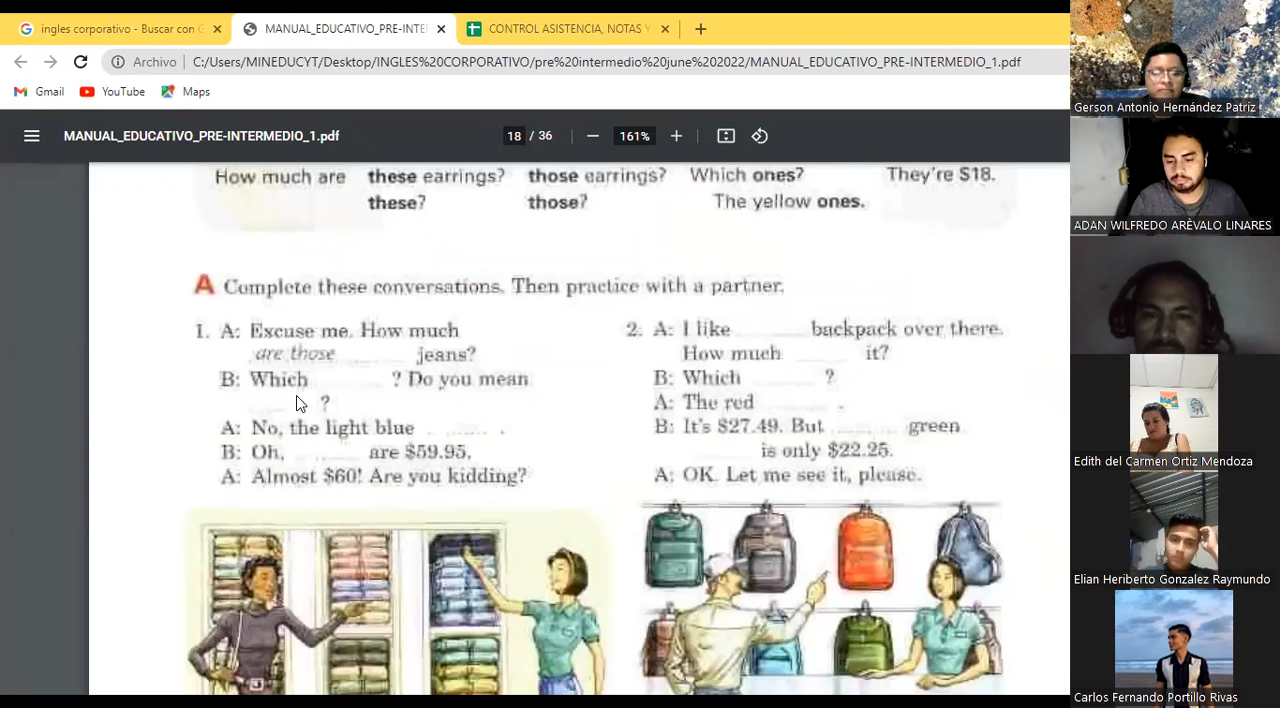 ingles corporativo - Buscar con G
MANUAL_EDUCATIVO_PRE-INTER
CONTROL ASISTENCIA, NOTAS Y
Archivo | C:/Users/MINEDUCYT/Desktop/INGLES%20CORPORATIVO/pre%20intermedio%20june%202022/MANUAL_EDUCATIVO_PRE-INTERMEDIO_1.pdf
Gmail YouTube Maps
MANUAL_EDUCATIVO_PRE-INTERMEDIO_1.pdf 18 / 36 161%
How much are these earrings? those earrings? Which ones? They're $18.
these? those? The yellow ones.
A Complete these conversations. Then practice with a partner.
1. A: Excuse me. How much
are those jeans?
B: Which ? Do you mean
?
A: No, the light blue .
B: Oh, are $59.95.
A: Almost $60! Are you kidding?
2. A: I like backpack over there.
How much it?
B: Which ?
A: The red .
B: It's $27.49. But green
is only $22.25.
A: OK. Let me see it, please.
Gerson Antonio Hernández Patriz
ADAN WILFREDO ARÈVALO LINARES
Edith del Carmen Ortiz Mendoza
Elian Heriberto Gonzalez Raymundo
Carlos Fernando Portillo Rivas